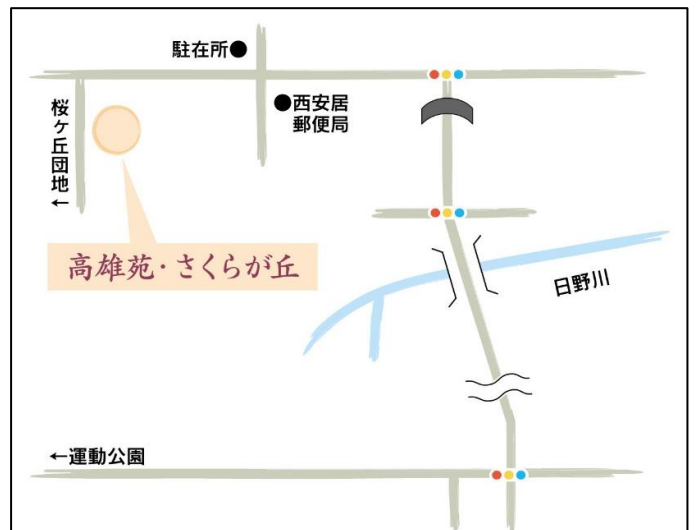 駐在所●
●西安居
郵便局
桜ヶ丘団地←
高雄苑・さくらが丘
日野川
←運動公園